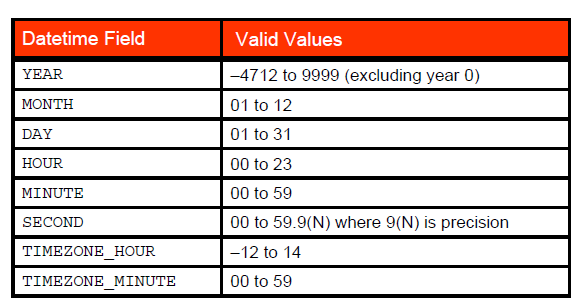 Datetime Field Valid Values
YEAR –4712 to 9999 (excluding year 0)
MONTH 01 to 12
DAY 01 to 31
HOUR 00 to 23
MINUTE 00 to 59
SECOND 00 to 59.9(N) where 9(N) is precision
TIMEZONE_HOUR –12 to 14
TIMEZONE_MINUTE 00 to 59